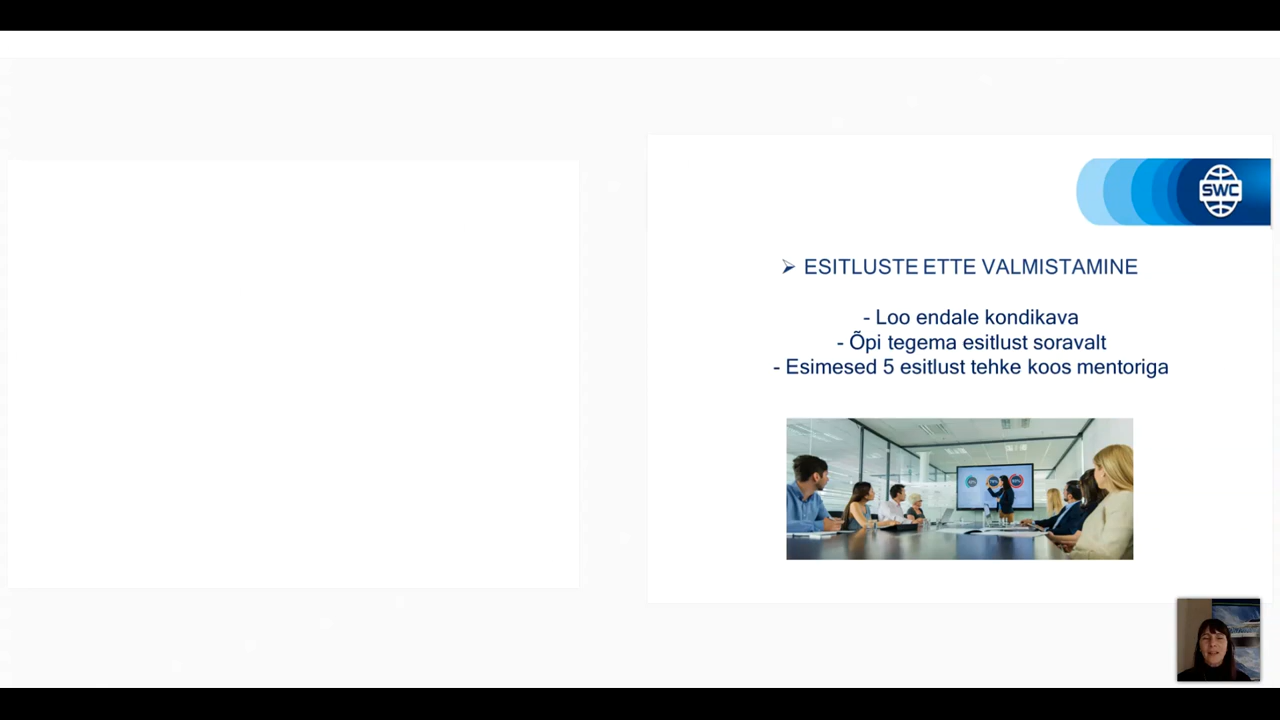 SWC
➢ ESITLUSTE ETTE VALMISTAMINE
- Loo endale kondikava
- Õpi tegema esitlust soravalt
- Esimesed 5 esitlust tehke koos mentoriga